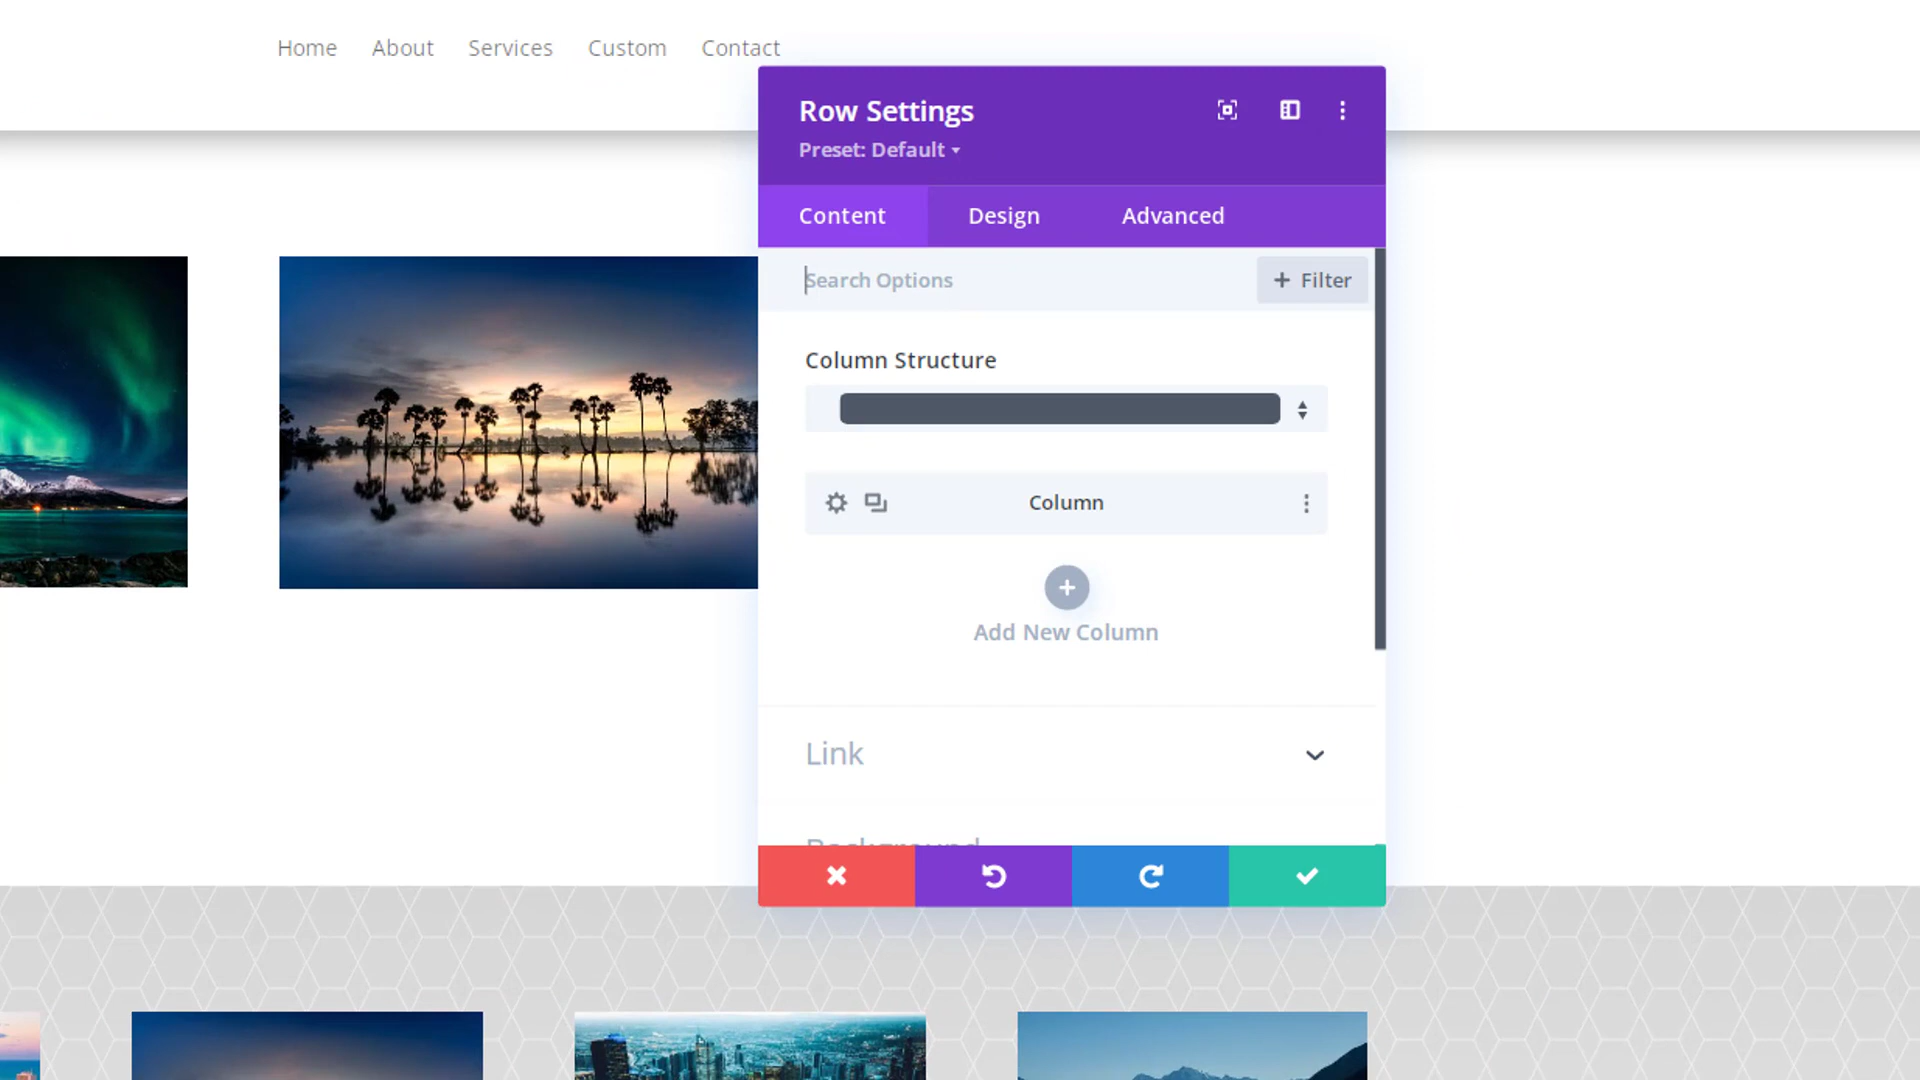 Home About Services Custom Contact
Row Settings
Preset: Default
Content Design Advanced
Search Options
+ Filter
Column Structure
Column
Add New Column
Link
Background